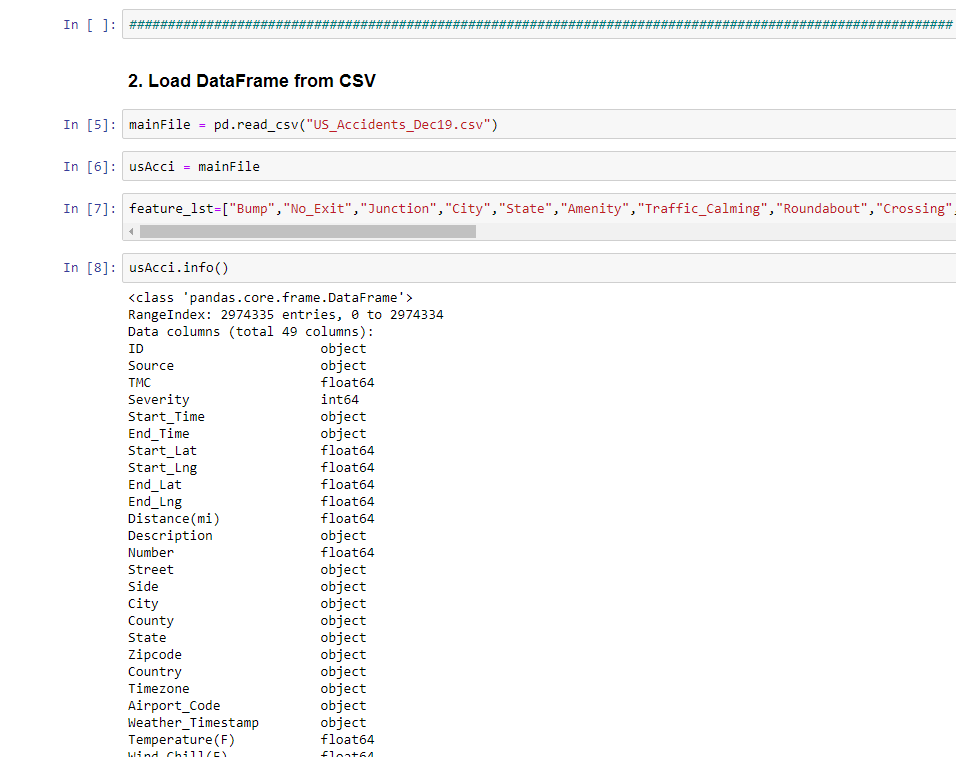 In [ ]: ###########################################################################################################
2. Load DataFrame from CSV
In [5]: mainFile = pd.read_csv("US_Accidents_Dec19.csv")
In [6]: usAcci = mainFile
In [7]: feature_lst=["Bump","No_Exit","Junction","City","State","Amenity","Traffic_Calming","Roundabout","Crossing",
In [8]: usAcci.info()
<class 'pandas.core.frame.DataFrame'>
RangeIndex: 2974335 entries, 0 to 2974334
Data columns (total 49 columns):
ID object
Source object
TMC float64
Severity int64
Start_Time object
End_Time object
Start_Lat float64
Start_Lng float64
End_Lat float64
End_Lng float64
Distance(mi) float64
Description object
Number float64
Street object
Side object
City object
County object
State object
Zipcode object
Country object
Timezone object
Airport_Code object
Weather_Timestamp object
Temperature(F) float64
Wind_Chill(F) float64